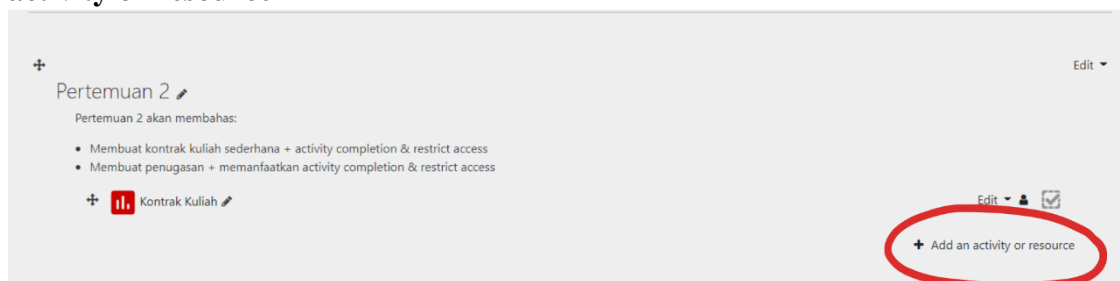 Edit
Pertemuan 2
Pertemuan 2 akan membahas:
• Membuat kontrak kuliah sederhana + activity completion & restrict access
• Membuat penugasan + memanfaatkan activity completion & restrict access
Kontrak Kuliah
Edit
+ Add an activity or resource